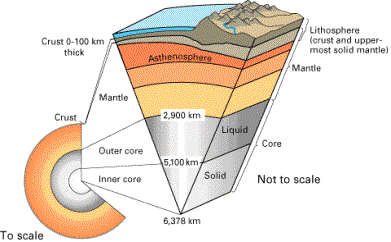 Crust 0-100 km
thick
Asthenosphere
Lithosphere
(crust and upper-
most solid mantle)
Mantle
Mantle
Crust
2,900 km
Liquid
Outer core
Core
5,100 km
Inner core
Solid
Not to scale
To scale
6,378 km